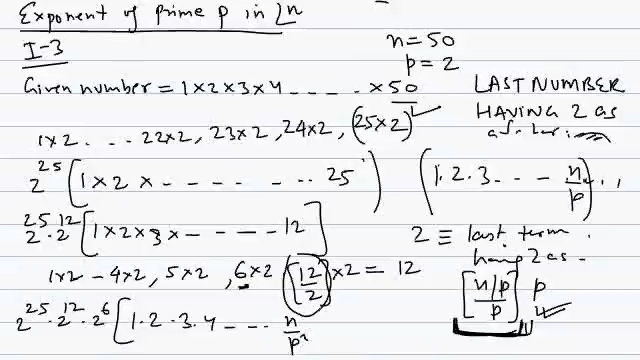 Exponent of prime p in ⌊n
I-3
n = 50
p = 2
Given number = 1×2×3×4 ..... ×50
LAST NUMBER
HAVING 2 as
1×2 ... 22×2, 23×2, 24×2, (25×2)
2^25 [1×2× - - - - - ... 25]
(1·2·3 - - - n/p ...)
2^25·2^12 [1×2×3×- - - - - 12]
2 ≡ last term.
having 2 as -
1×2 - 4×2, 5×2, 6×2 [12/2]×2 = 12
[n/p/p] p
2^25·2^12·2^6 [1·2·3·4 - - - n/p²